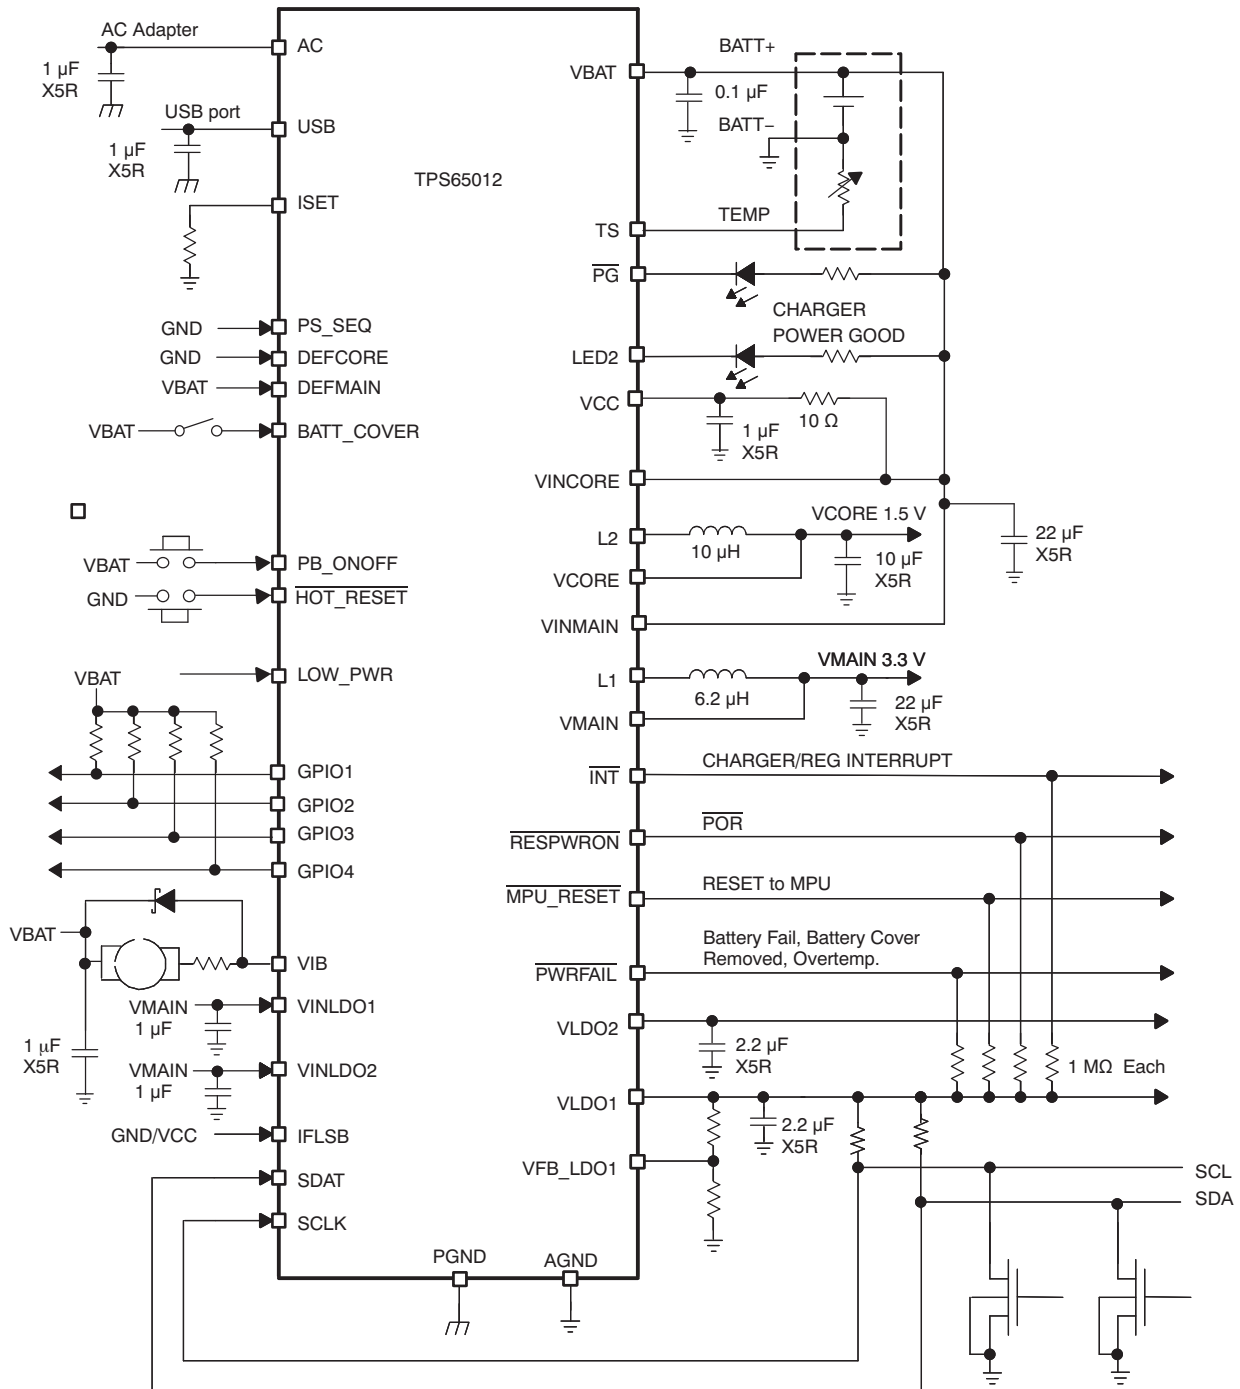 AC Adapter
AC
1 µF
X5R
USB port
USB
1 µF
X5R
ISET
TPS65012
GND
PS_SEQ
GND
DEFCORE
VBAT
DEFMAIN
VBAT
BATT_COVER
VBAT
PB_ONOFF
GND
HOT_RESET
VBAT
LOW_PWR
GPIO1
GPIO2
GPIO3
GPIO4
VBAT
VIB
VMAIN
1 µF
VINLDO1
1 µF
X5R
VMAIN
1 µF
VINLDO2
GND/VCC
IFLSB
SDAT
SCLK
PGND
AGND
BATT+
VBAT
0.1 µF
BATT−
TEMP
TS
PG
CHARGER
POWER GOOD
LED2
VCC
10 Ω
1 µF
X5R
VINCORE
VCORE 1.5 V
22 µF
X5R
L2
10 µH
10 µF
X5R
VCORE
VINMAIN
VMAIN 3.3 V
L1
6.2 µH
22 µF
X5R
VMAIN
CHARGER/REG INTERRUPT
INT
POR
RESPWRON
RESET to MPU
MPU_RESET
Battery Fail, Battery Cover
Removed, Overtemp.
PWRFAIL
VLDO2
2.2 µF
X5R
1 MΩ Each
VLDO1
2.2 µF
X5R
VFB_LDO1
SCL
SDA